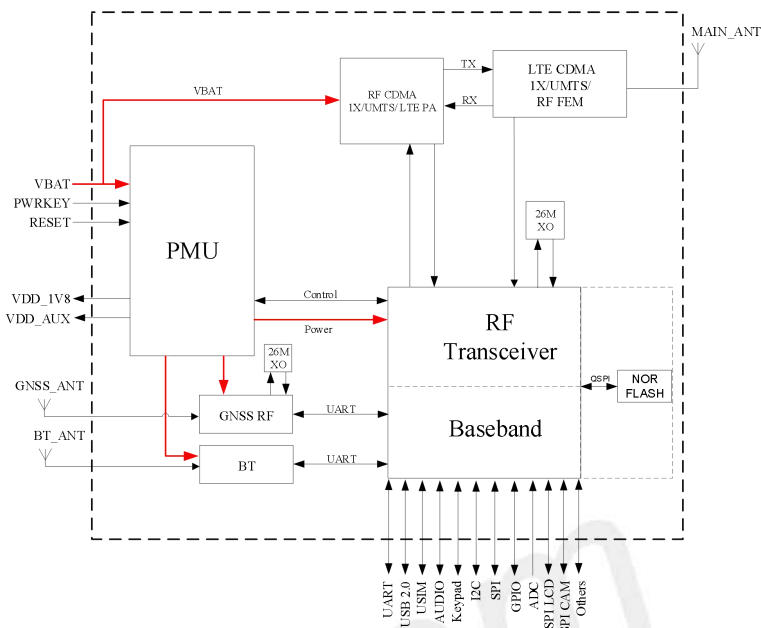 MAIN_ANT
TX
RF CDMA
1X/UMTS/ LTE PA
RX
LTE CDMA
1X/UMTS/
RF FEM
VBAT
VBAT
PWRKEY
RESET
PMU
26M
XO
VDD_1V8
VDD_AUX
Control
Power
RF
Transceiver
26M
XO
QSPI
NOR
FLASH
GNSS_ANT
GNSS RF
UART
Baseband
BT_ANT
BT
UART
UART
USB 2.0
USIM
AUDIO
Keypad
I2C
SPI
GPIO
ADC
SPI LCD
SPI CAM
Others